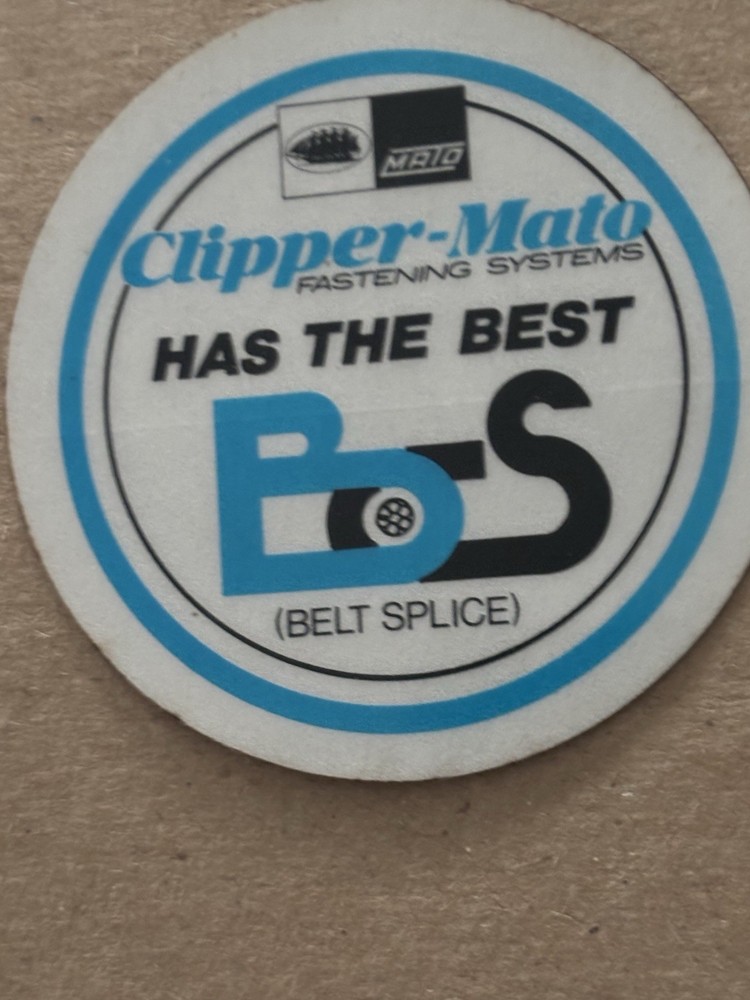 MATO
Clipper-Mato
FASTENING SYSTEMS
HAS THE BEST
BS
(BELT SPLICE)